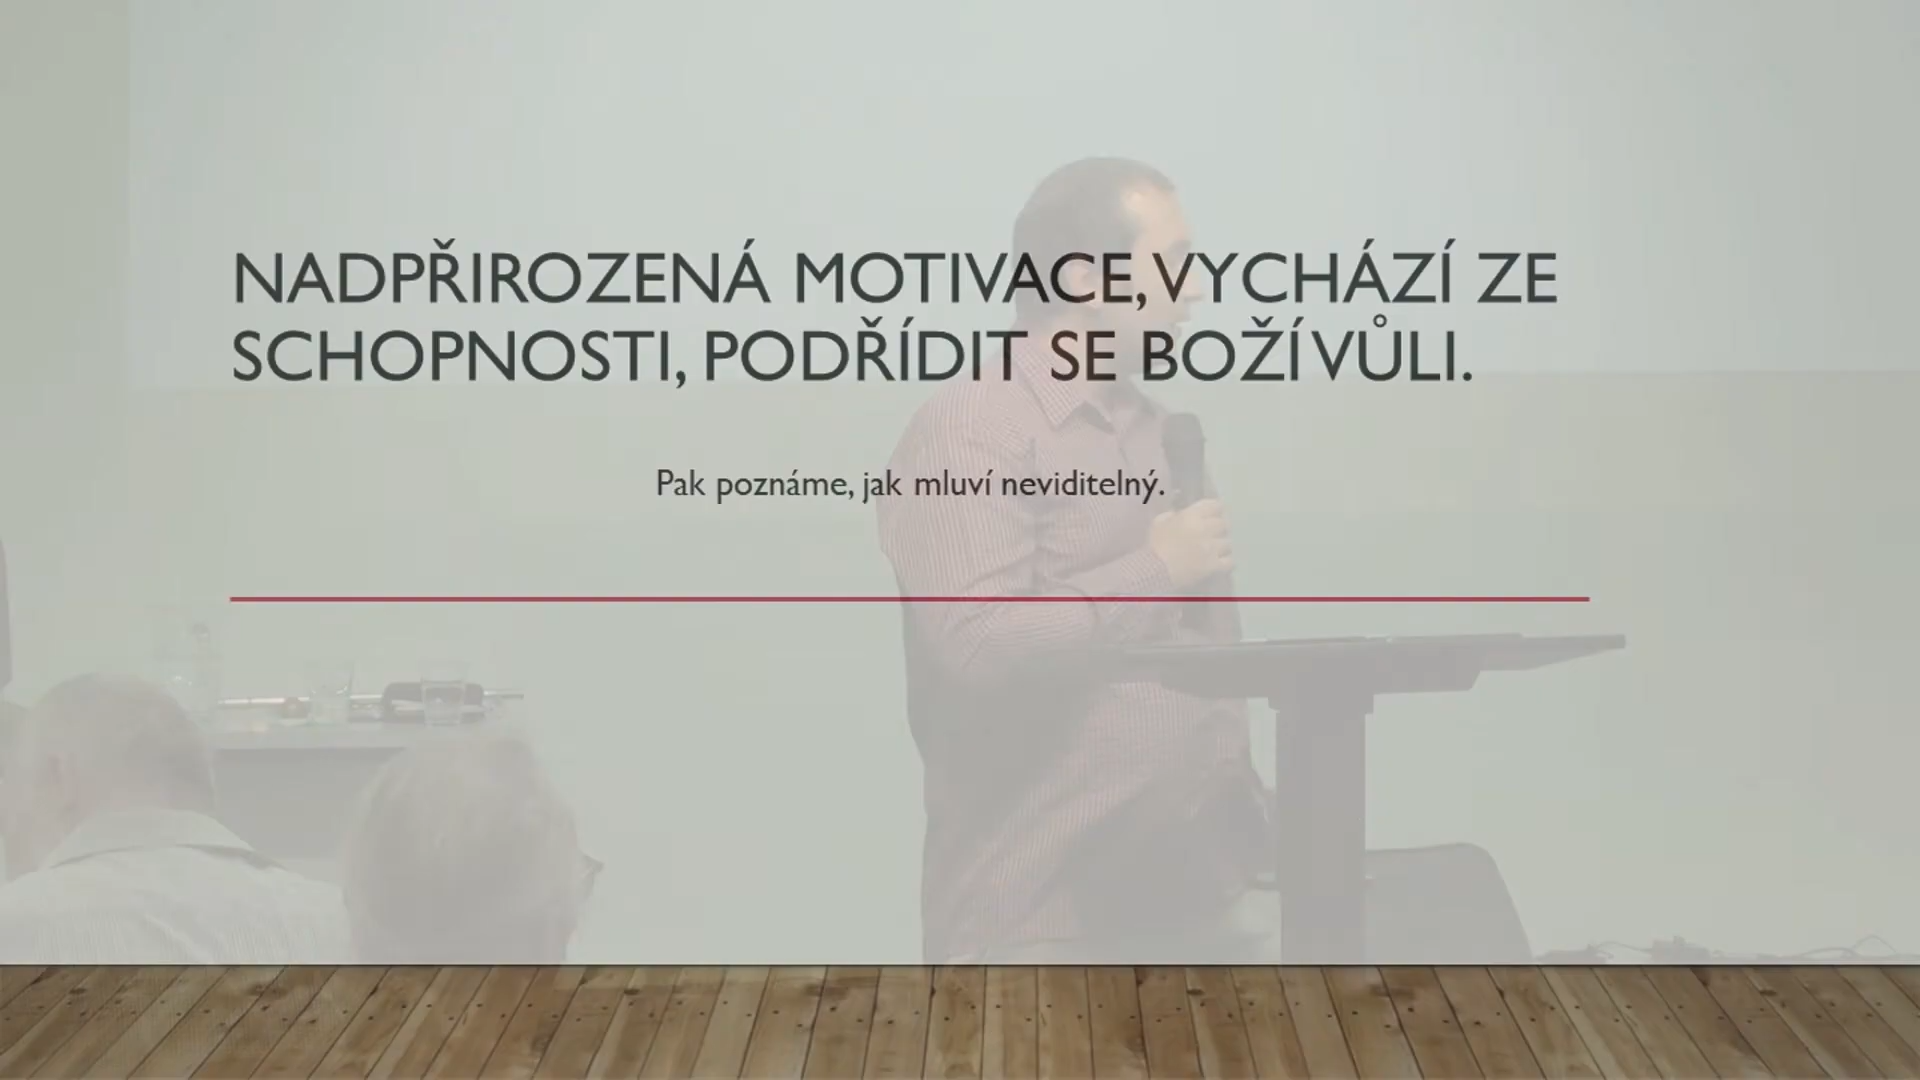 NADPŘIROZENÁ MOTIVACE, VYCHÁZÍ ZE
SCHOPNOSTI, PODŘÍDIT SE BOŽÍ VŮLI.
Pak poznáme, jak mluví neviditelný.